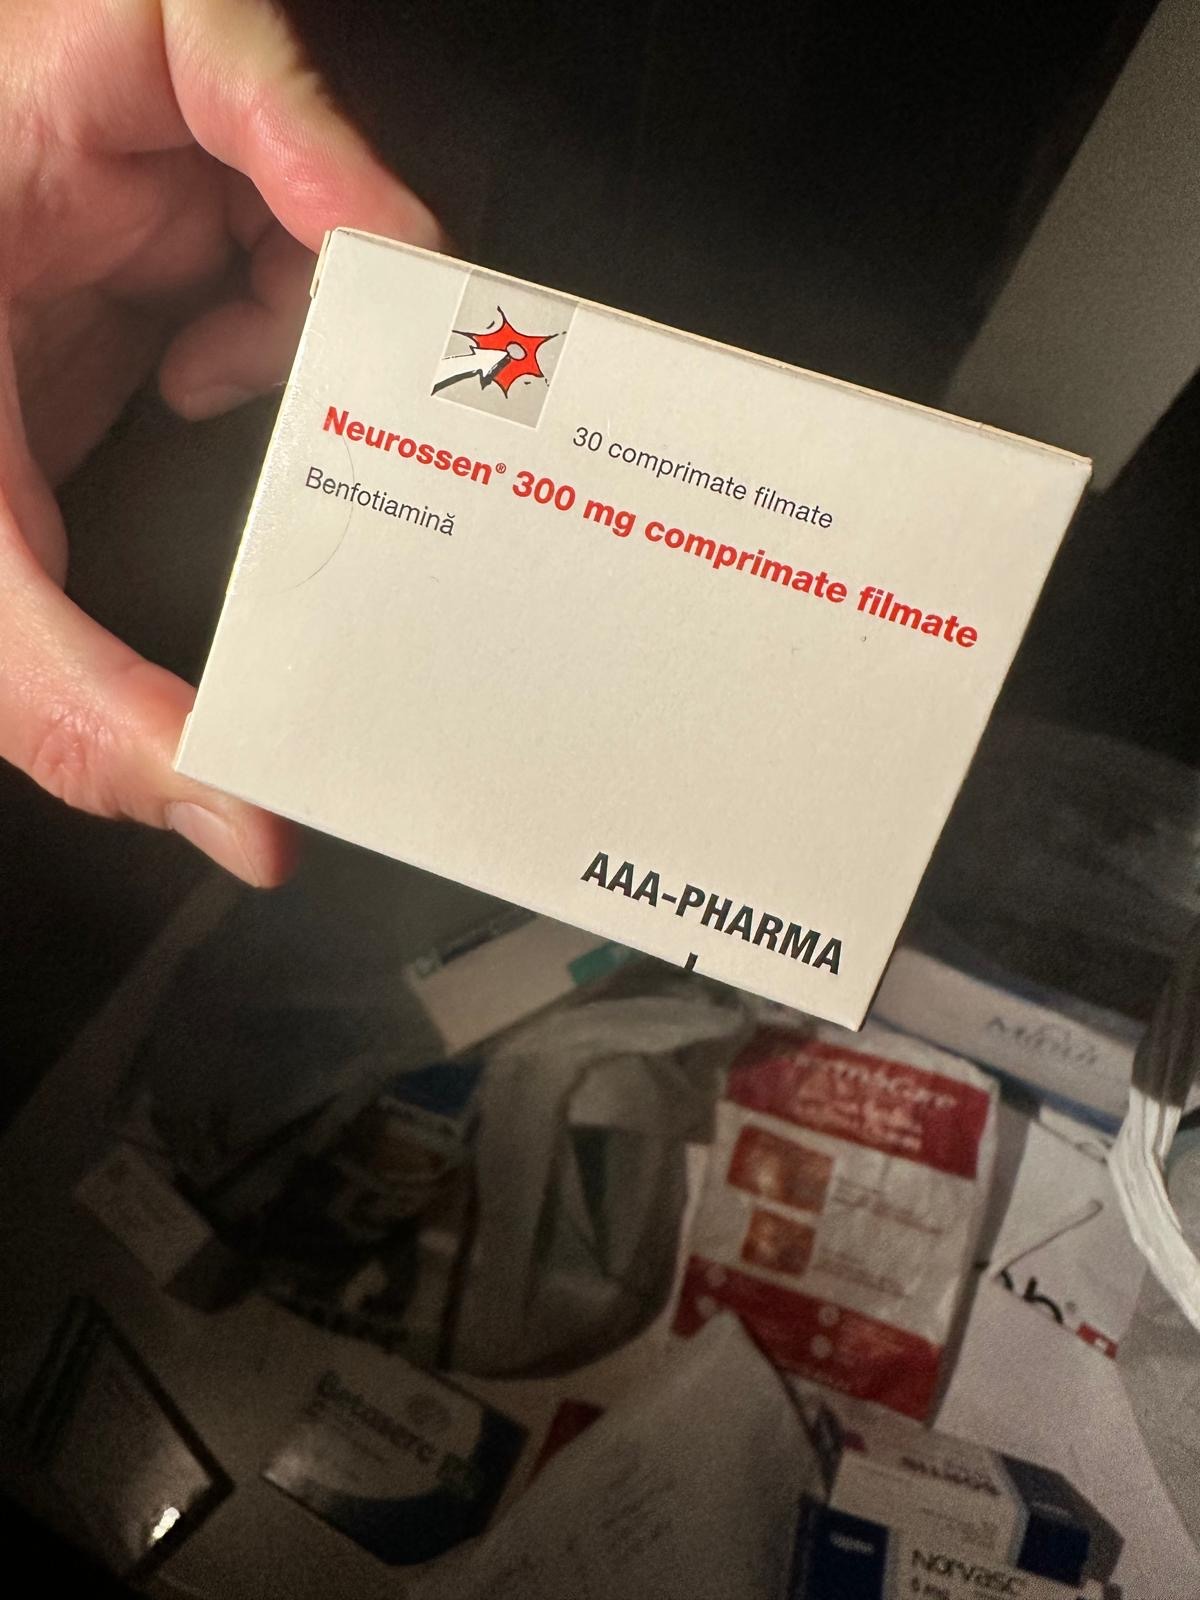 30 comprimate filmate
Neurossen® 300 mg comprimate filmate
Benfotiamină
AAA-PHARMA
Norvasc